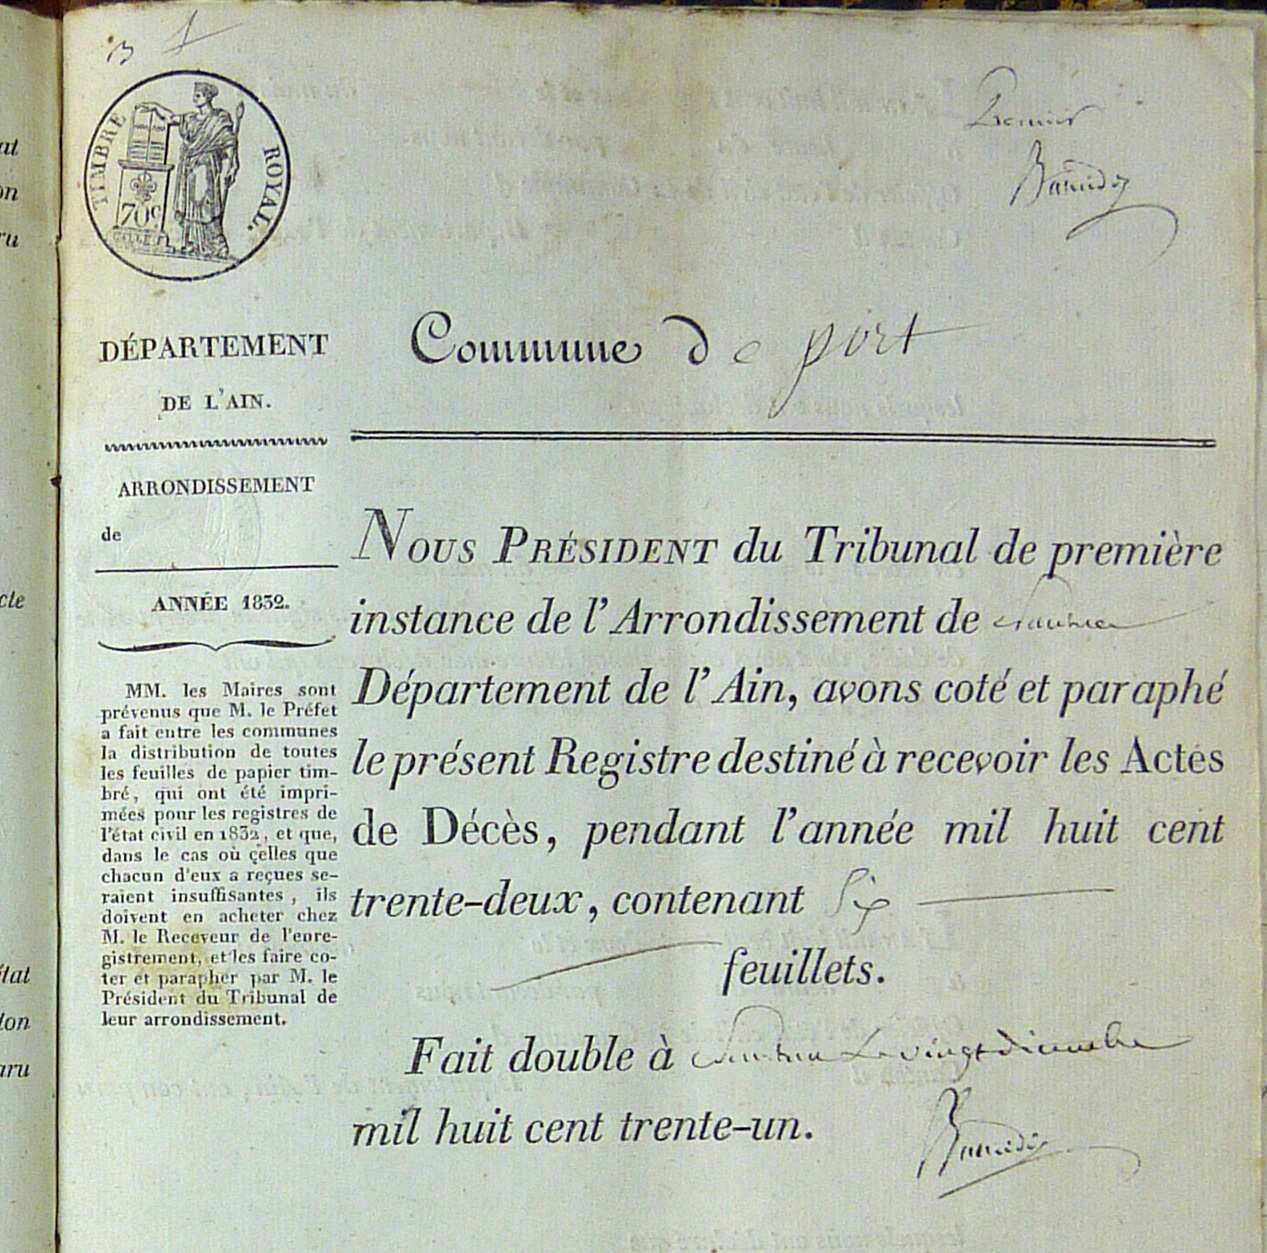 TIMBRE ROYAL.
70c
Premier
DÉPARTEMENT
DE L'AIN.
ARRONDISSEMENT
de
ANNÉE 1832.
MM. les Maires sont
prévenus que M. le Préfet
a fait entre les communes
la distribution de toutes
les feuilles de papier tim-
bré, qui ont été impri-
mées pour les registres de
l'état civil en 1832, et que,
dans le cas où celles que
chacun d'eux a reçues se-
raient insuffisantes, ils
doivent en acheter chez
M. le Receveur de l'enre-
gistrement, et les faire co-
ter et parapher par M. le
Président du Tribunal de
leur arrondissement.
Commune de port
NOUS PRÉSIDENT du Tribunal de première
instance de l'Arrondissement de Nantua
Département de l'Ain, avons coté et paraphé
le présent Registre destiné à recevoir les Actes
de Décès, pendant l'année mil huit cent
trente-deux, contenant Six
feuillets.
Fait double à Nantua le vingt décembre
mil huit cent trente-un.